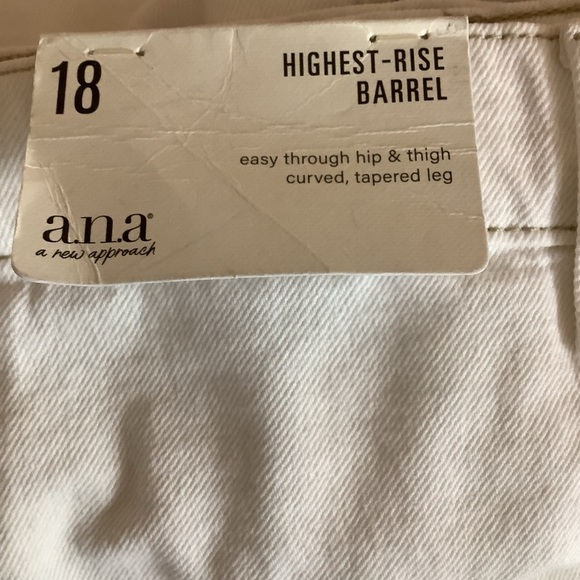 18
HIGHEST-RISE
BARREL
easy through hip & thigh
curved, tapered leg
a.n.a®
a new approach